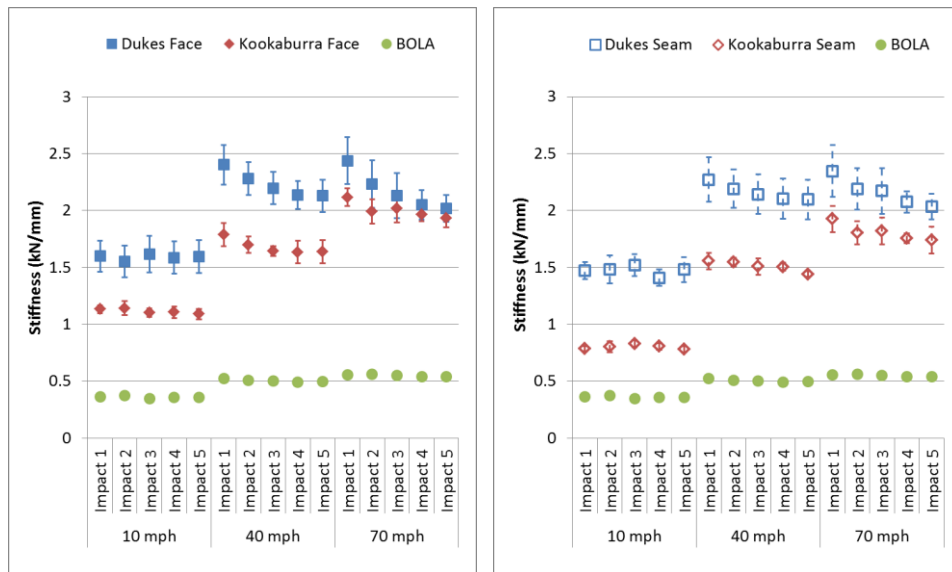 Dukes Face Kookaburra Face BOLA
Stiffness (kN/mm)
3
2.5
2
1.5
1
0.5
0
Impact 1
Impact 2
Impact 3
Impact 4
Impact 5
Impact 1
Impact 2
Impact 3
Impact 4
Impact 5
Impact 1
Impact 2
Impact 3
Impact 4
Impact 5
10 mph 40 mph 70 mph
Dukes Seam Kookaburra Seam BOLA
Stiffness (kN/mm)
3
2.5
2
1.5
1
0.5
0
Impact 1
Impact 2
Impact 3
Impact 4
Impact 5
Impact 1
Impact 2
Impact 3
Impact 4
Impact 5
Impact 1
Impact 2
Impact 3
Impact 4
Impact 5
10 mph 40 mph 70 mph